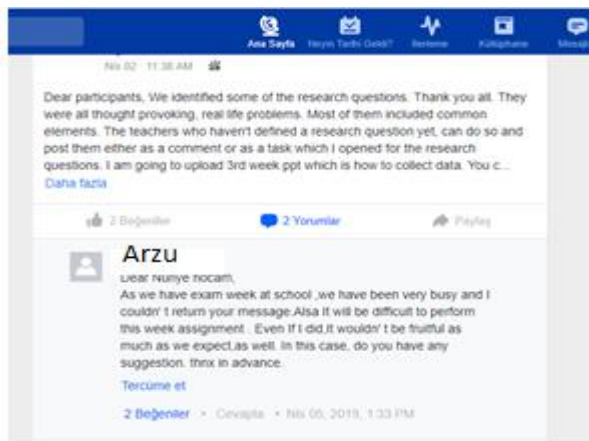 Ana Sayfa Neyin Tarihi Geldi? İlerleme Kütüphane
Nis 02 · 11:38 AM
Dear participants, We identified some of the research questions. Thank you all. They
were all thought provoking, real life problems. Most of them included common
elements. The teachers who haven't defined a research question yet, can do so and
post them either as a comment or as a task which I opened for the research
questions. I am going to upload 3rd week ppt which is how to collect data. You c...
Daha fazla
2 Beğeniler 2 Yorumlar Paylaş
Arzu
Dear Nuriye hocam,
As we have exam week at school ,we have been very busy and I
couldn' t return your message.Alsa It will be difficult to perform
this week assignment . Even If I did,it wouldn' t be fruitful as
much as we expect,as well. In this case, do you have any
suggestion. thnx in advance.
Tercüme et
2 Beğeniler • Cevapla • Nis 05, 2019, 1:33 PM